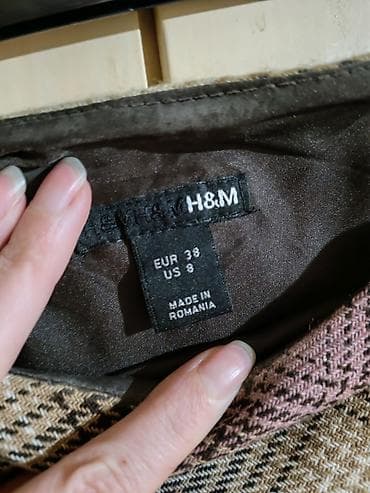 H&M
EUR 38
US 8
MADE IN
ROMANIA